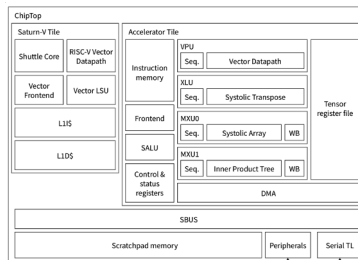 ChipTop
Saturn-V Tile
Shuttle Core
RISC-V Vector
Datapath
Vector
Frontend
Vector LSU
L1I$
L1D$
Accelerator Tile
Instruction
memory
Frontend
SALU
Control &
status
registers
VPU
Seq.
Vector Datapath
XLU
Seq.
Systolic Transpose
MXU0
Seq.
Systolic Array
WB
MXU1
Seq.
Inner Product Tree
WB
Tensor
register file
DMA
SBUS
Scratchpad memory
Peripherals
Serial TL